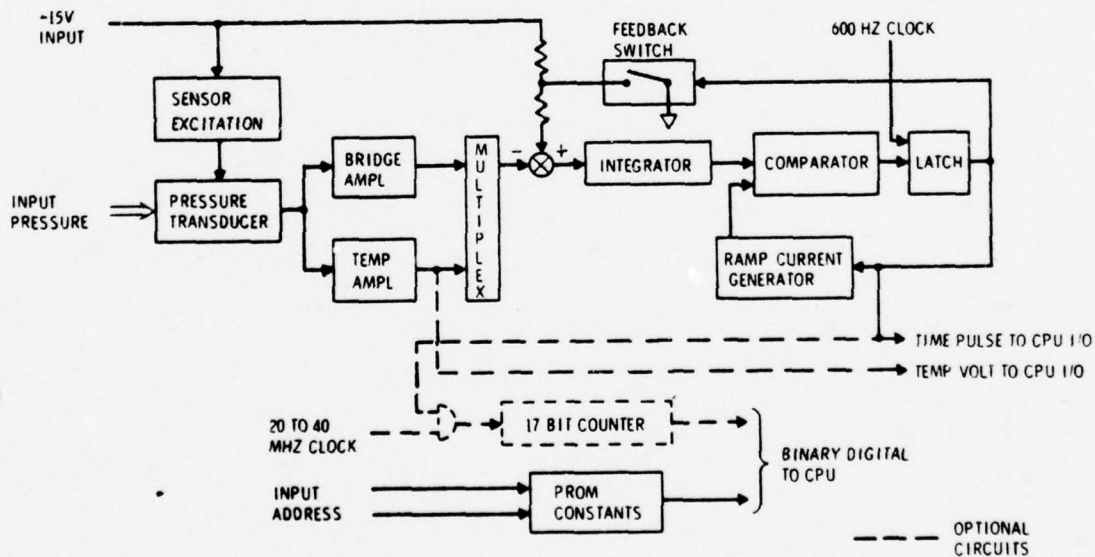 -15V
INPUT
FEEDBACK
SWITCH
600 HZ CLOCK
SENSOR
EXCITATION
BRIDGE
AMPL
MULTIPLEX
-
+
INTEGRATOR
COMPARATOR
LATCH
INPUT
PRESSURE
PRESSURE
TRANSDUCER
TEMP
AMPL
RAMP CURRENT
GENERATOR
TIME PULSE TO CPU I/O
TEMP VOLT TO CPU I/O
20 TO 40
MHZ CLOCK
17 BIT COUNTER
BINARY DIGITAL
TO CPU
INPUT
ADDRESS
PROM
CONSTANTS
OPTIONAL
CIRCUITS